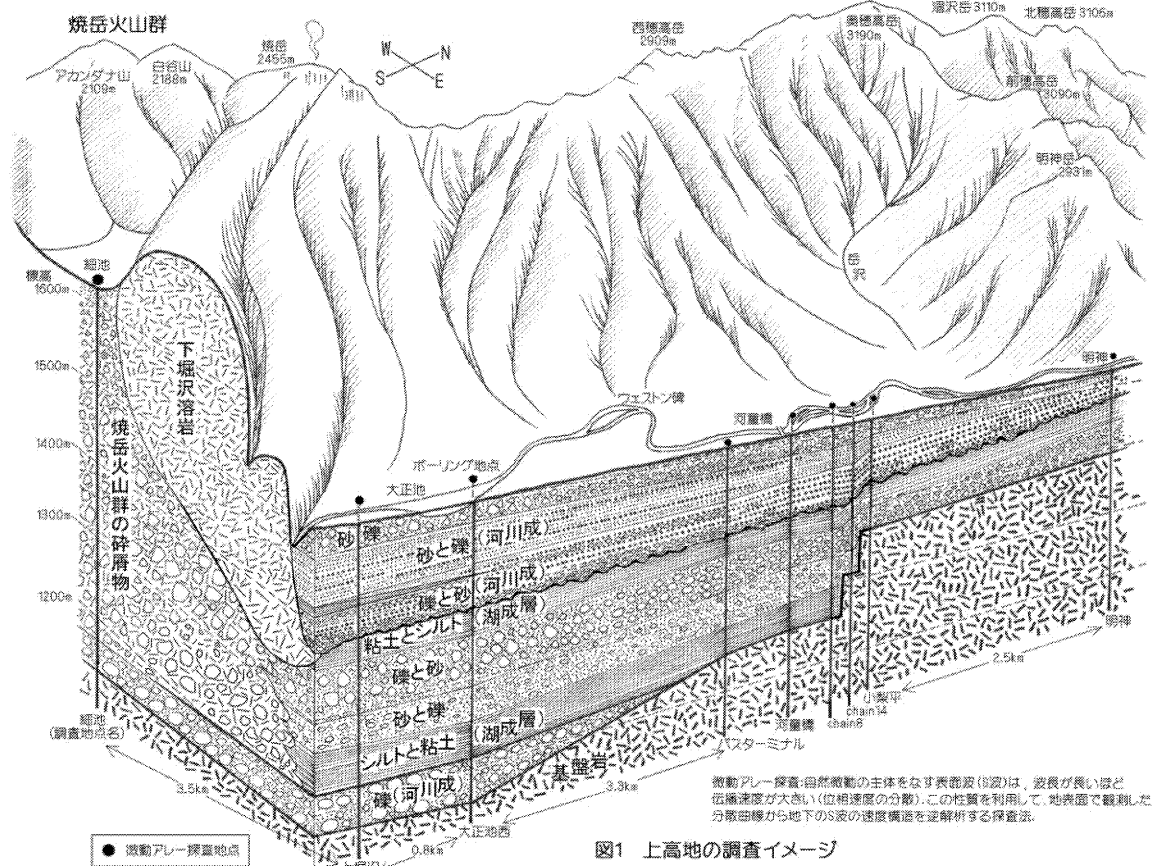 焼岳火山群
アカンダナ山
2109m
白谷山
2188m
焼岳
2455m
W N
S E
西穂高岳
2909m
奥穂高岳
3190m
涸沢岳 3110m
北穂高岳 3106m
前穂高岳
3090m
明神岳
2931m
岳沢
標高
細池
1600m
1500m
1400m
1300m
1200m
下堀沢溶岩
焼岳火山群の砕屑物
ウェストン碑
河童橋
明神
ボーリング地点
大正池
砂礫
砂と礫(河川成)
礫と砂(河川成)
粘土とシルト(湖成層)
礫と砂
砂と礫
シルトと粘土(湖成層)
礫(河川成)
基盤岩
細池
(調査地点名)
3.5km
0.8km
大正池西
3.3km
バスターミナル
河童橋
chain8
chain14
小梨平
2.5km
明神
● 微動アレー探査地点
微動アレー探査:自然微動の主体をなす表面波(S波)は、波長が長いほど
伝播速度が大きい(位相速度の分散)。この性質を利用して、地表面で観測した
分散曲線から地下のS波の速度構造を逆解析する探査法.
図1 上高地の調査イメージ